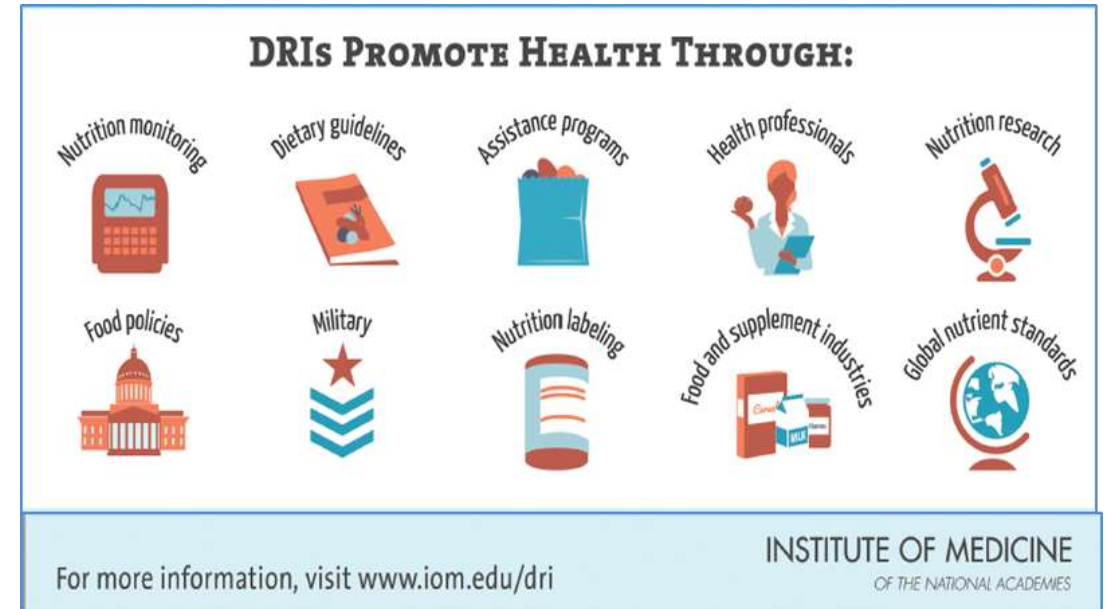 DRIs Promote Health Through:
Nutrition monitoring
Dietary guidelines
Assistance programs
Health professionals
Nutrition research
Food policies
Military
Nutrition labeling
Food and supplement industries
Global nutrient standards
Cereal
MILK
For more information, visit www.iom.edu/dri
INSTITUTE OF MEDICINE
OF THE NATIONAL ACADEMIES